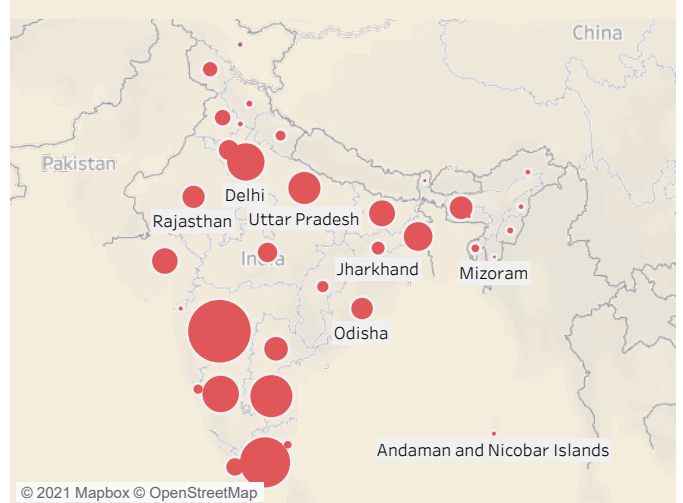 China
Pakistan
Delhi
Rajasthan
Uttar Pradesh
India
Jharkhand
Mizoram
Odisha
Andaman and Nicobar Islands
© 2021 Mapbox © OpenStreetMap